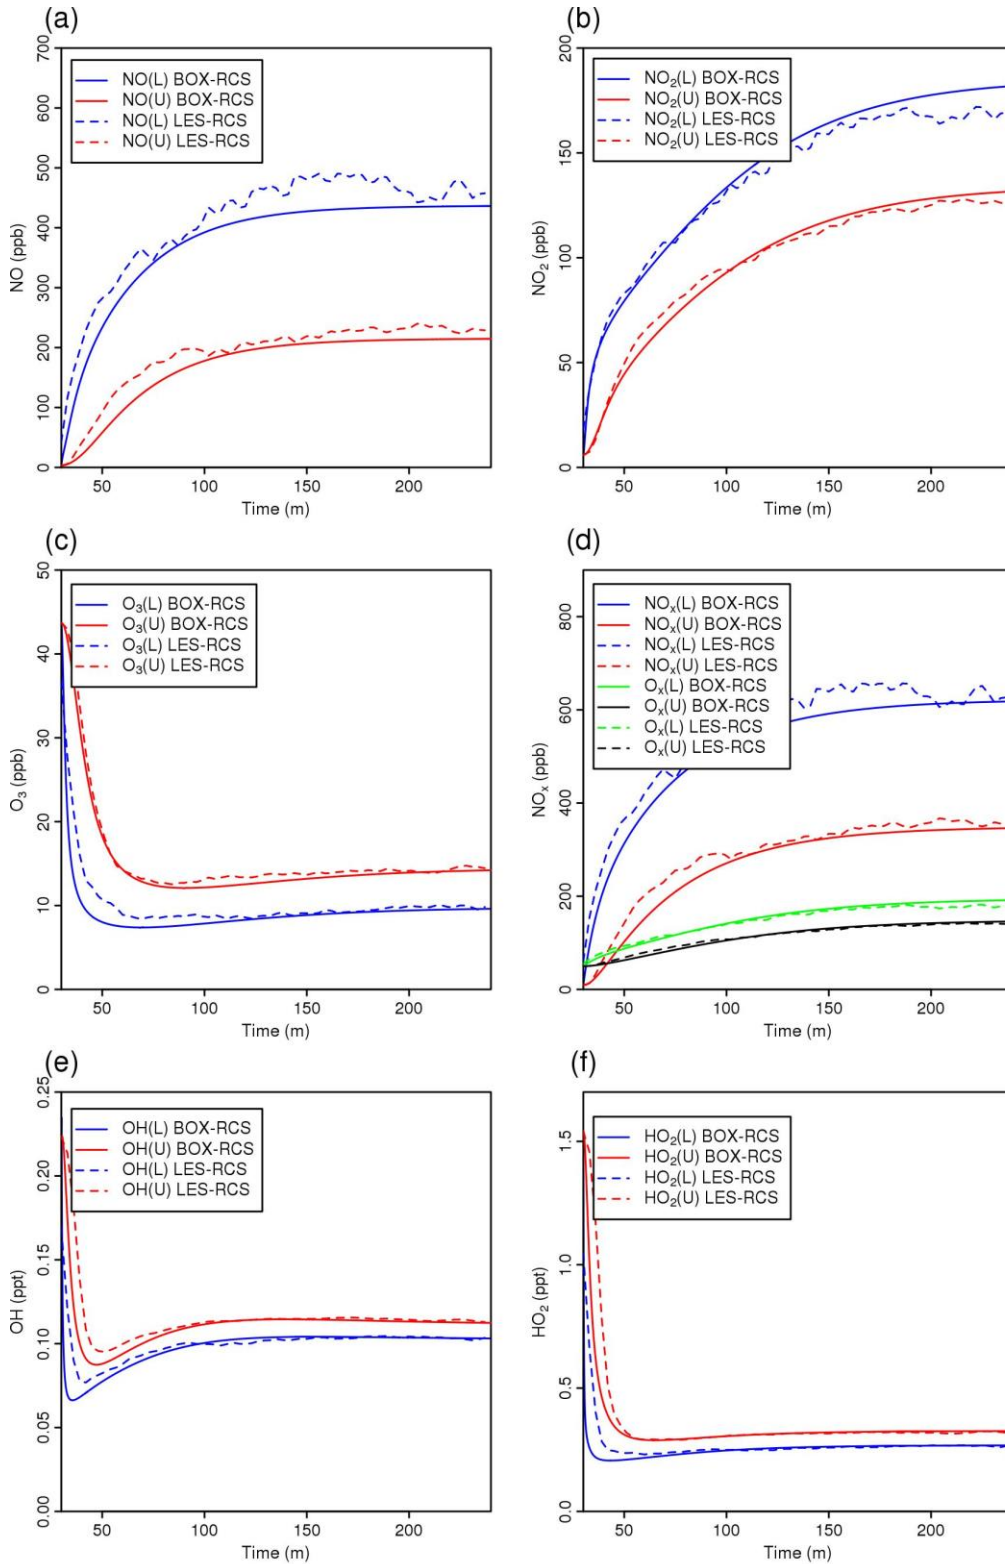 (a)
700
NO(L) BOX-RCS
NO(U) BOX-RCS
NO(L) LES-RCS
NO(U) LES-RCS
600
500
400
300
200
100
0
NO (ppb)
50 100 150 200
Time (m)
(b)
200
NO₂(L) BOX-RCS
NO₂(U) BOX-RCS
NO₂(L) LES-RCS
NO₂(U) LES-RCS
150
100
50
0
NO₂ (ppb)
50 100 150 200
Time (m)
(c)
50
O₃(L) BOX-RCS
O₃(U) BOX-RCS
O₃(L) LES-RCS
O₃(U) LES-RCS
40
30
20
10
0
O₃ (ppb)
50 100 150 200
Time (m)
(d)
NOₓ(L) BOX-RCS
NOₓ(U) BOX-RCS
NOₓ(L) LES-RCS
NOₓ(U) LES-RCS
Oₓ(L) BOX-RCS
Oₓ(U) BOX-RCS
Oₓ(L) LES-RCS
Oₓ(U) LES-RCS
800
600
400
200
0
NOₓ (ppb)
50 100 150 200
Time (m)
(e)
0.25
OH(L) BOX-RCS
OH(U) BOX-RCS
OH(L) LES-RCS
OH(U) LES-RCS
0.20
0.15
0.10
0.05
0.00
OH (ppt)
50 100 150 200
Time (m)
(f)
HO₂(L) BOX-RCS
HO₂(U) BOX-RCS
HO₂(L) LES-RCS
HO₂(U) LES-RCS
1.5
1.0
0.5
0.0
HO₂ (ppt)
50 100 150 200
Time (m)